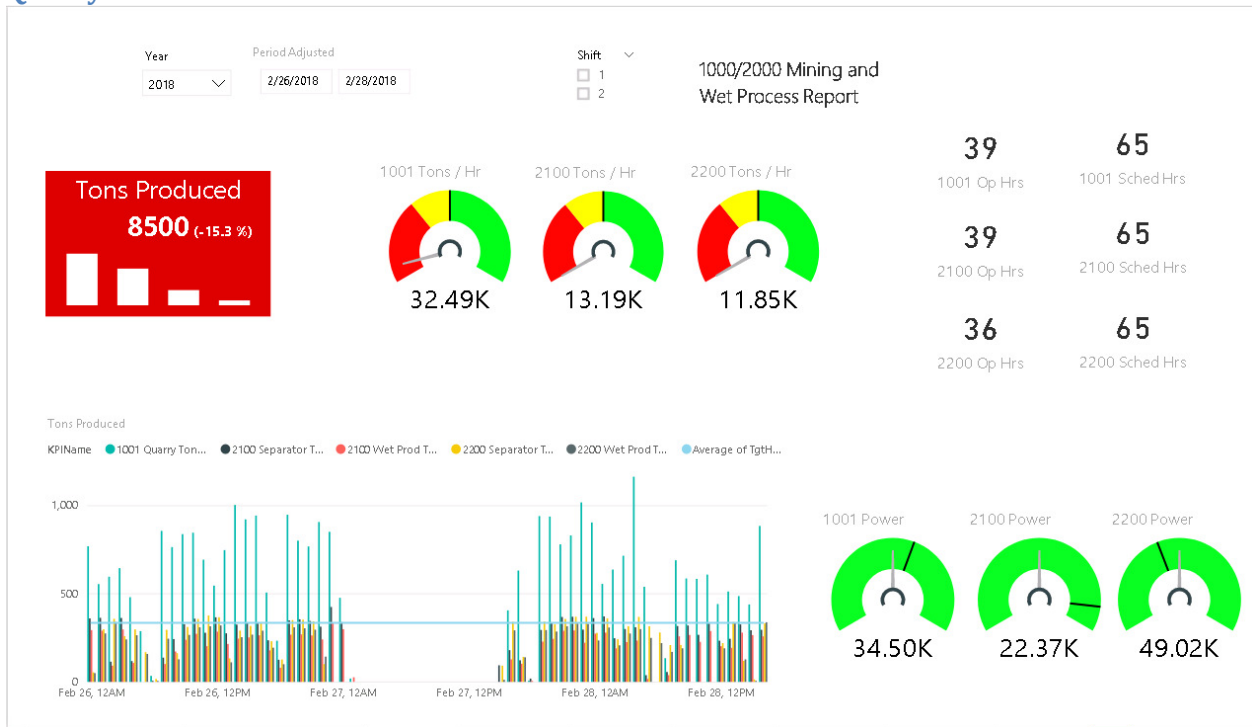 Year
Period Adjusted
Shift
2018
2/26/2018
2/28/2018
1
2
1000/2000 Mining and
Wet Process Report
Tons Produced
8500 (-15.3 %)
1001 Tons / Hr
2100 Tons / Hr
2200 Tons / Hr
32.49K
13.19K
11.85K
39
65
1001 Op Hrs
1001 Sched Hrs
39
65
2100 Op Hrs
2100 Sched Hrs
36
65
2200 Op Hrs
2200 Sched Hrs
Tons Produced
KPIName
1001 Quarry Ton...
2100 Separator T...
2100 Wet Prod T...
2200 Separator T...
2200 Wet Prod T...
Average of TgtH...
1,000
500
0
Feb 26, 12AM
Feb 26, 12PM
Feb 27, 12AM
Feb 27, 12PM
Feb 28, 12AM
Feb 28, 12PM
1001 Power
2100 Power
2200 Power
34.50K
22.37K
49.02K